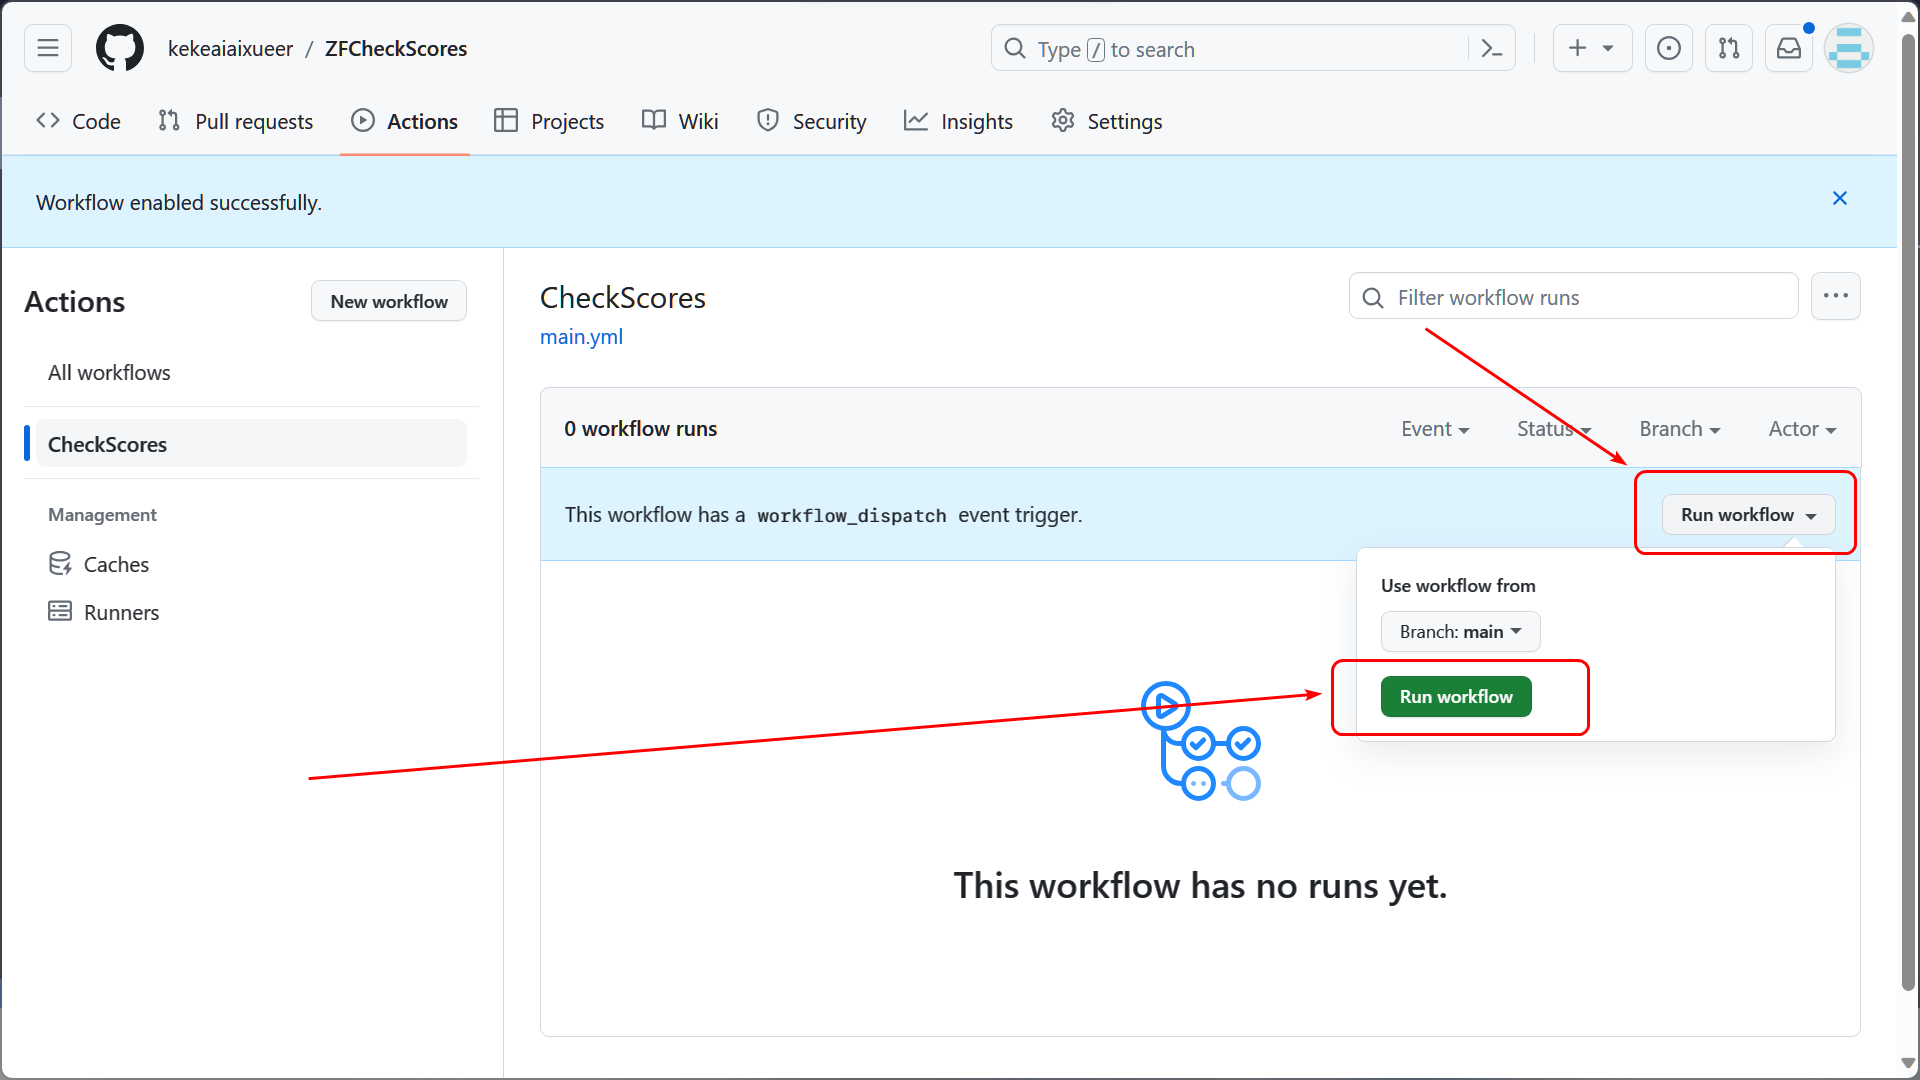 kekeaiaixueer / ZFCheckScores
Type / to search
Code Pull requests Actions Projects Wiki Security Insights Settings
Workflow enabled successfully.
Actions
New workflow
All workflows
CheckScores
Management
Caches
Runners
CheckScores
main.yml
Filter workflow runs
0 workflow runs
Event Status Branch Actor
This workflow has a workflow_dispatch event trigger.
Run workflow
Use workflow from
Branch: main
Run workflow
This workflow has no runs yet.